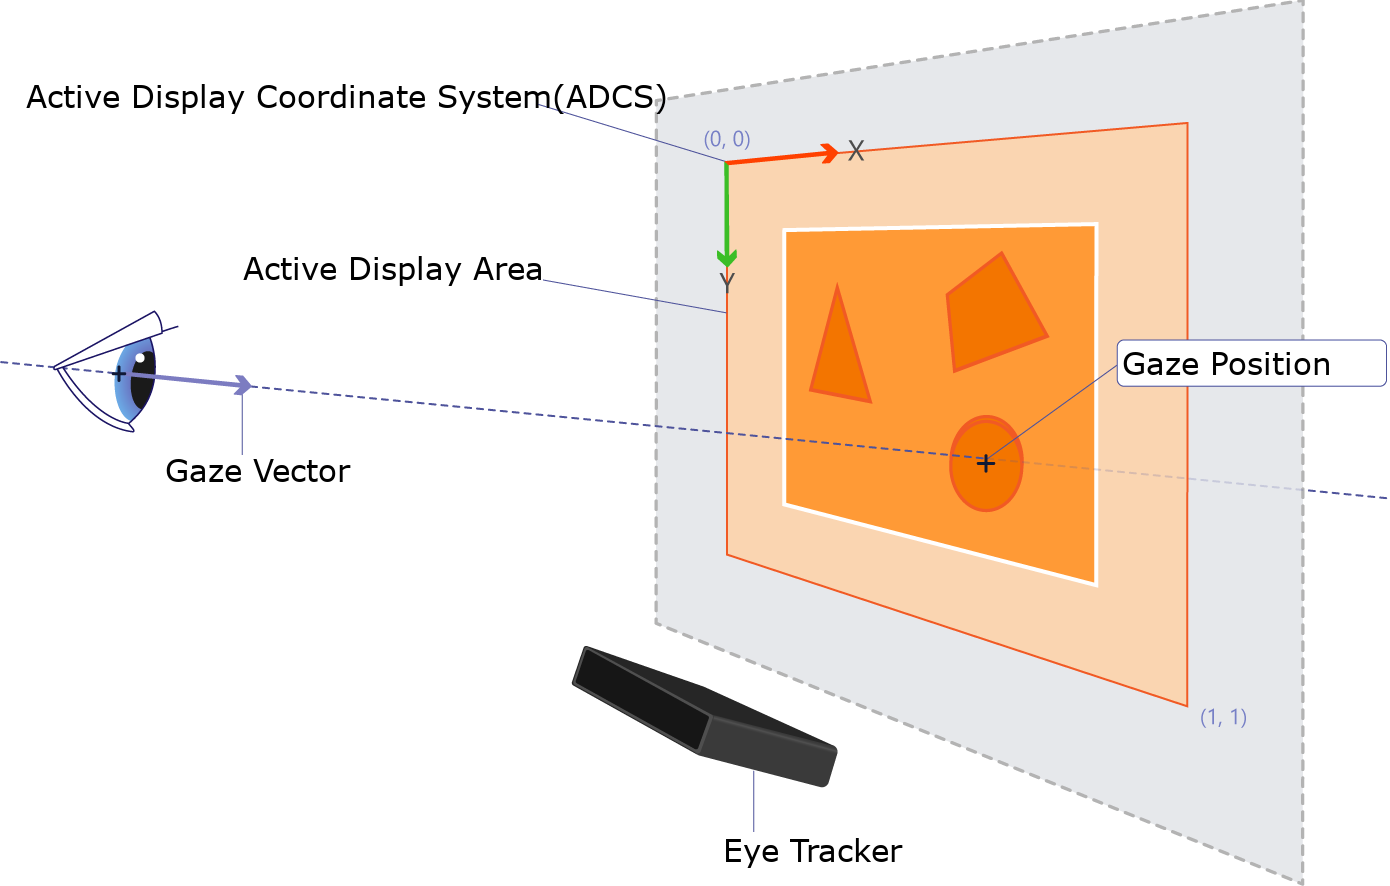 Active Display Coordinate System(ADCS)
(0, 0)
X
Active Display Area
Y
Gaze Position
Gaze Vector
(1, 1)
Eye Tracker